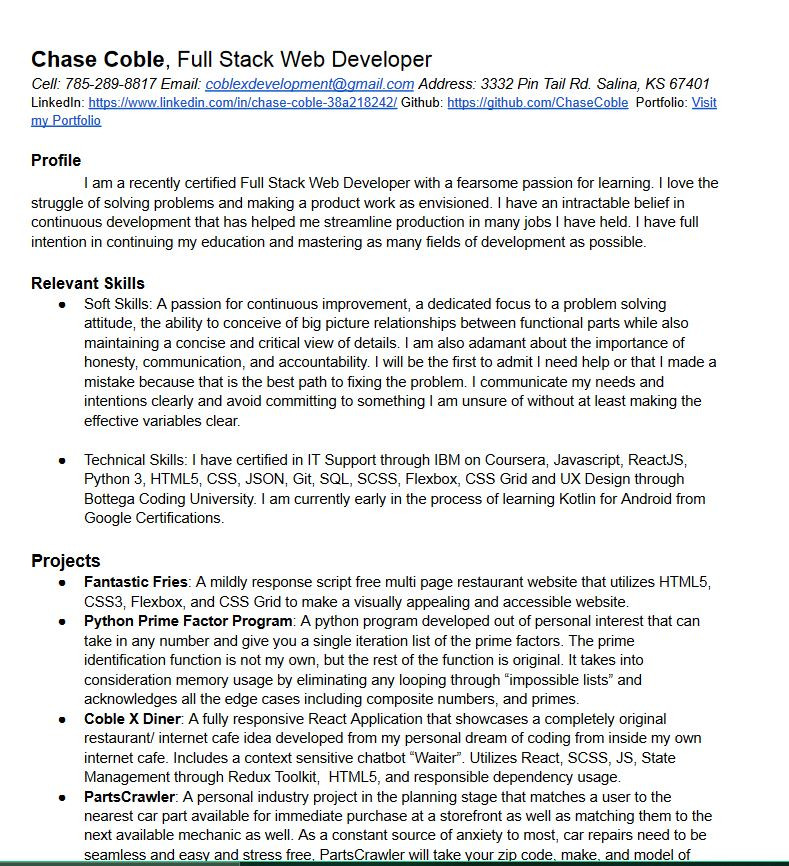 Chase Coble, Full Stack Web Developer
Cell: 785-289-8817 Email: coblexdevelopment@gmail.com Address: 3332 Pin Tail Rd. Salina, KS 67401
LinkedIn: https://www.linkedin.com/in/chase-coble-38a218242/ Github: https://github.com/ChaseCoble Portfolio: Visit
my Portfolio
Profile
I am a recently certified Full Stack Web Developer with a fearsome passion for learning. I love the
struggle of solving problems and making a product work as envisioned. I have an intractable belief in
continuous development that has helped me streamline production in many jobs I have held. I have full
intention in continuing my education and mastering as many fields of development as possible.
Relevant Skills
● Soft Skills: A passion for continuous improvement, a dedicated focus to a problem solving
attitude, the ability to conceive of big picture relationships between functional parts while also
maintaining a concise and critical view of details. I am also adamant about the importance of
honesty, communication, and accountability. I will be the first to admit I need help or that I made a
mistake because that is the best path to fixing the problem. I communicate my needs and
intentions clearly and avoid committing to something I am unsure of without at least making the
effective variables clear.
● Technical Skills: I have certified in IT Support through IBM on Coursera, Javascript, ReactJS,
Python 3, HTML5, CSS, JSON, Git, SQL, SCSS, Flexbox, CSS Grid and UX Design through
Bottega Coding University. I am currently early in the process of learning Kotlin for Android from
Google Certifications.
Projects
● Fantastic Fries: A mildly response script free multi page restaurant website that utilizes HTML5,
CSS3, Flexbox, and CSS Grid to make a visually appealing and accessible website.
● Python Prime Factor Program: A python program developed out of personal interest that can
take in any number and give you a single iteration list of the prime factors. The prime
identification function is not my own, but the rest of the function is original. It takes into
consideration memory usage by eliminating any looping through “impossible lists” and
acknowledges all the edge cases including composite numbers, and primes.
● Coble X Diner: A fully responsive React Application that showcases a completely original
restaurant/ internet cafe idea developed from my personal dream of coding from inside my own
internet cafe. Includes a context sensitive chatbot “Waiter”. Utilizes React, SCSS, JS, State
Management through Redux Toolkit, HTML5, and responsible dependency usage.
● PartsCrawler: A personal industry project in the planning stage that matches a user to the
nearest car part available for immediate purchase at a storefront as well as matching them to the
next available mechanic as well. As a constant source of anxiety to most, car repairs need to be
seamless and easy and stress free. PartsCrawler will take your zip code, make, and model of